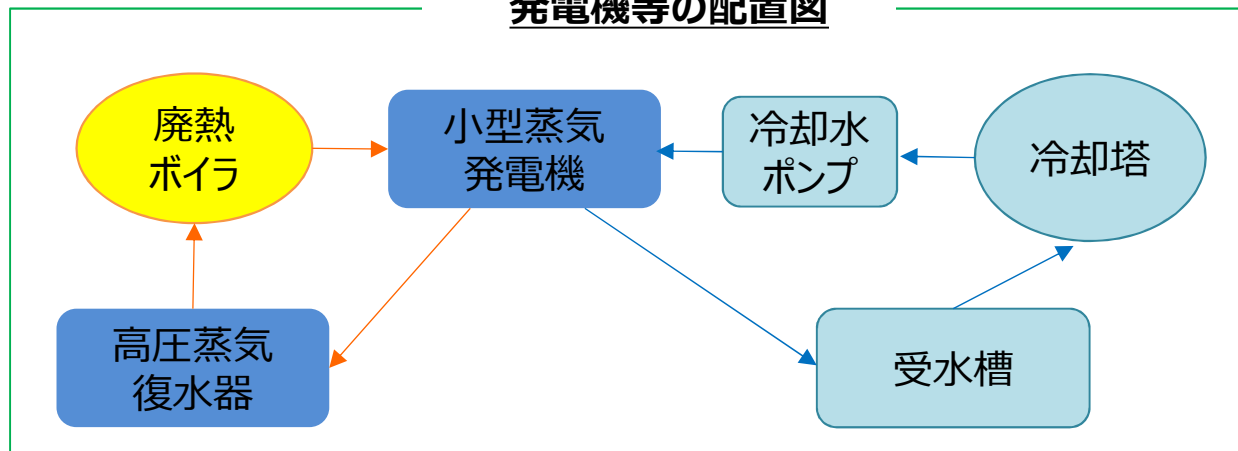 発電機等の配置図
廃熱
ボイラ
小型蒸気
発電機
冷却水
ポンプ
冷却塔
高圧蒸気
復水器
受水槽